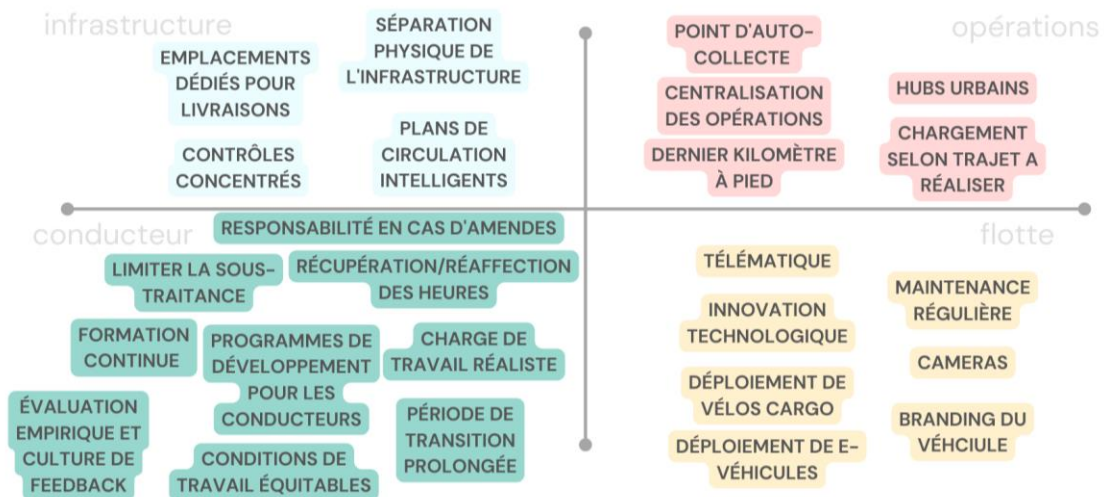 infrastructure
EMPLACEMENTS
DÉDIÉS POUR
LIVRAISONS
SÉPARATION
PHYSIQUE DE
L'INFRASTRUCTURE
CONTRÔLES
CONCENTRÉS
PLANS DE
CIRCULATION
INTELLIGENTS
opérations
POINT D'AUTO-
COLLECTE
CENTRALISATION
DES OPÉRATIONS
DERNIER KILOMÈTRE
À PIED
HUBS URBAINS
CHARGEMENT
SELON TRAJET A
RÉALISER
conducteur
RESPONSABILITÉ EN CAS D'AMENDES
LIMITER LA SOUS-
TRAITANCE
RÉCUPÉRATION/RÉAFFECTION
DES HEURES
FORMATION
CONTINUE
PROGRAMMES DE
DÉVELOPPEMENT
POUR LES
CONDUCTEURS
CHARGE DE
TRAVAIL RÉALISTE
ÉVALUATION
EMPIRIQUE ET
CULTURE DE
FEEDBACK
CONDITIONS DE
TRAVAIL ÉQUITABLES
PÉRIODE DE
TRANSITION
PROLONGÉE
flotte
TÉLÉMATIQUE
INNOVATION
TECHNOLOGIQUE
DÉPLOIEMENT DE
VÉLOS CARGO
DÉPLOIEMENT DE E-
VÉHICULES
MAINTENANCE
RÉGULIÈRE
CAMERAS
BRANDING DU
VÉHCIULE